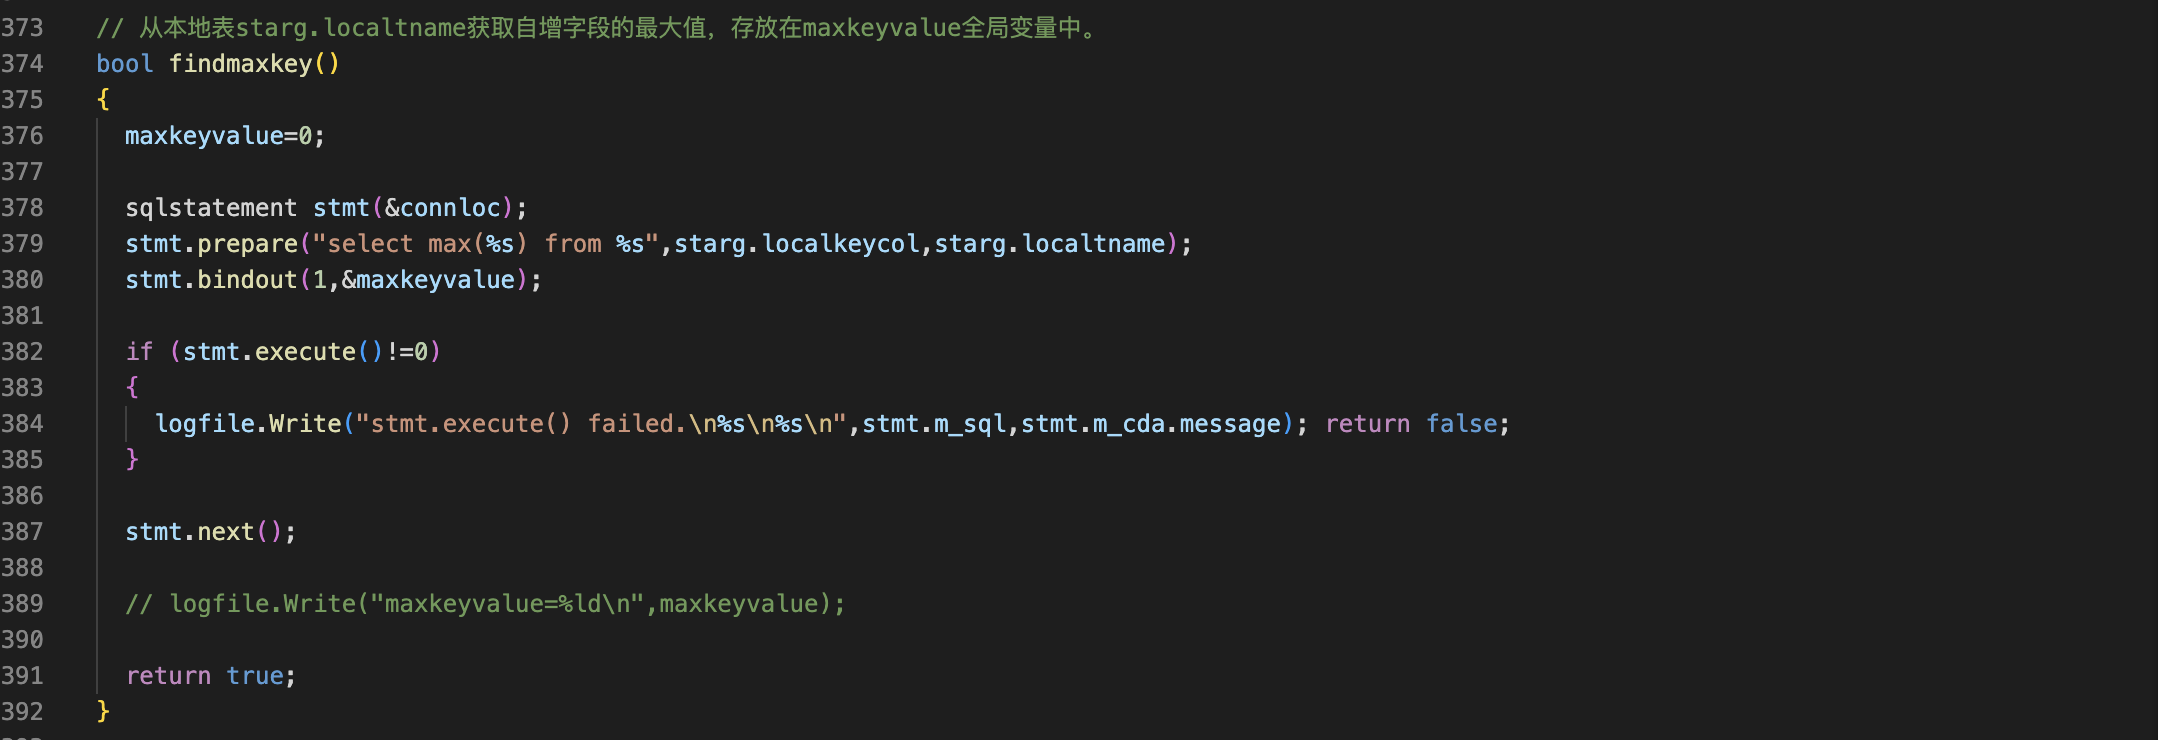 373 // 从本地表starg.localtname获取自增字段的最大值，存放在maxkeyvalue全局变量中。
374 bool findmaxkey()
375 {
376   maxkeyvalue=0;
377
378   sqlstatement stmt(&connloc);
379   stmt.prepare("select max(%s) from %s",starg.localkeycol,starg.localtname);
380   stmt.bindout(1,&maxkeyvalue);
381
382   if (stmt.execute()!=0)
383   {
384     logfile.Write("stmt.execute() failed.\n%s\n%s\n",stmt.m_sql,stmt.m_cda.message); return false;
385   }
386
387   stmt.next();
388
389   // logfile.Write("maxkeyvalue=%ld\n",maxkeyvalue);
390
391   return true;
392 }